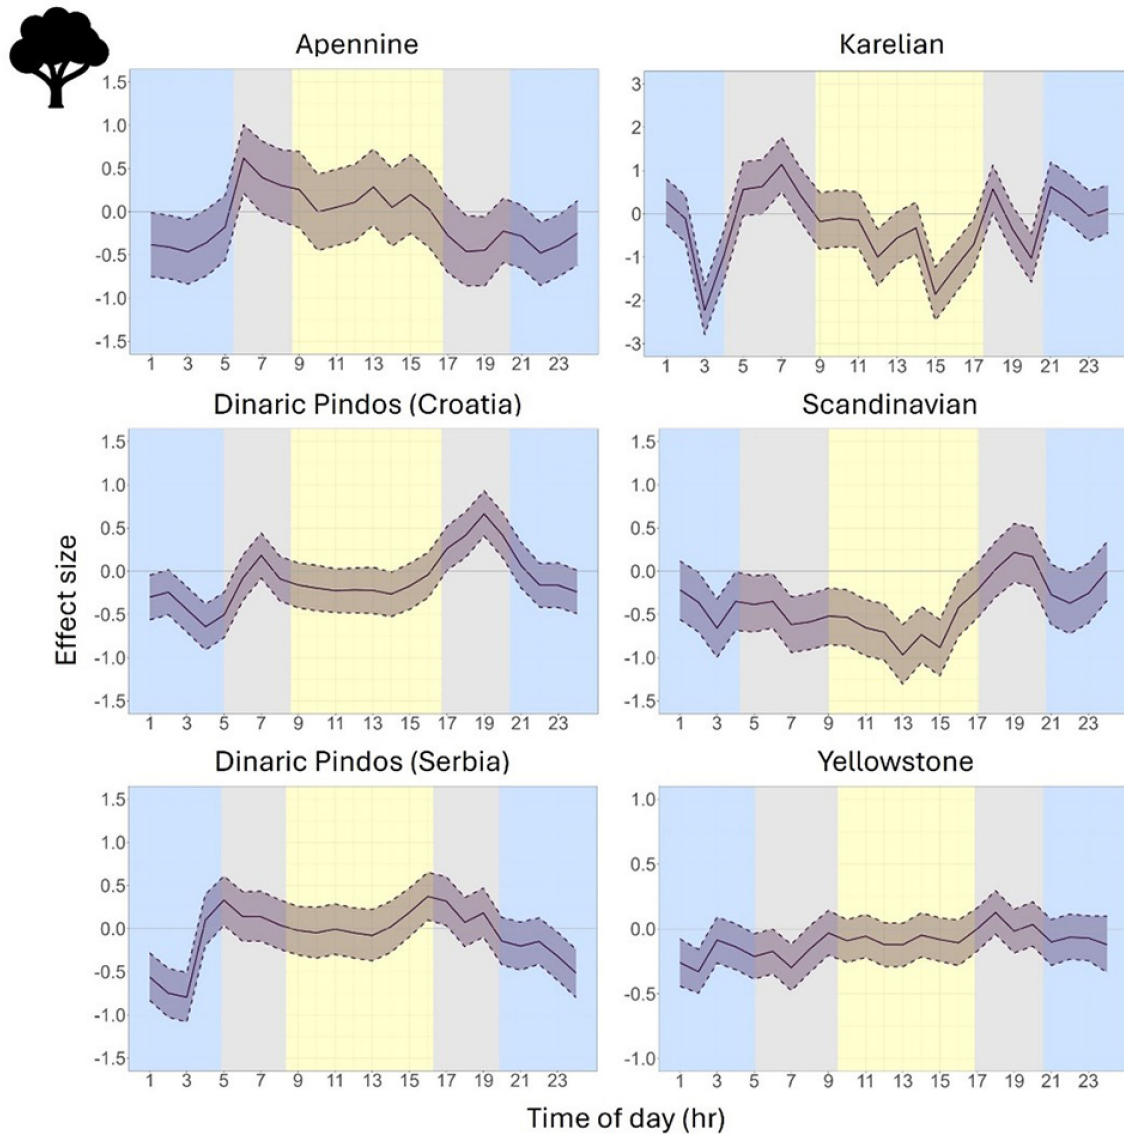 Apennine
Karelian
1.5
1.0
0.5
0.0
-0.5
-1.0
-1.5
3
2
1
0
-1
-2
-3
1 3 5 7 9 11 13 15 17 19 21 23
1 3 5 7 9 11 13 15 17 19 21 23
Dinaric Pindos (Croatia)
Scandinavian
1.5
1.0
0.5
0.0
-0.5
-1.0
-1.5
1.5
1.0
0.5
0.0
-0.5
-1.0
-1.5
1 3 5 7 9 11 13 15 17 19 21 23
1 3 5 7 9 11 13 15 17 19 21 23
Effect size
Dinaric Pindos (Serbia)
Yellowstone
1.5
1.0
0.5
0.0
-0.5
-1.0
-1.5
1.0
0.5
0.0
-0.5
-1.0
1 3 5 7 9 11 13 15 17 19 21 23
1 3 5 7 9 11 13 15 17 19 21 23
Time of day (hr)